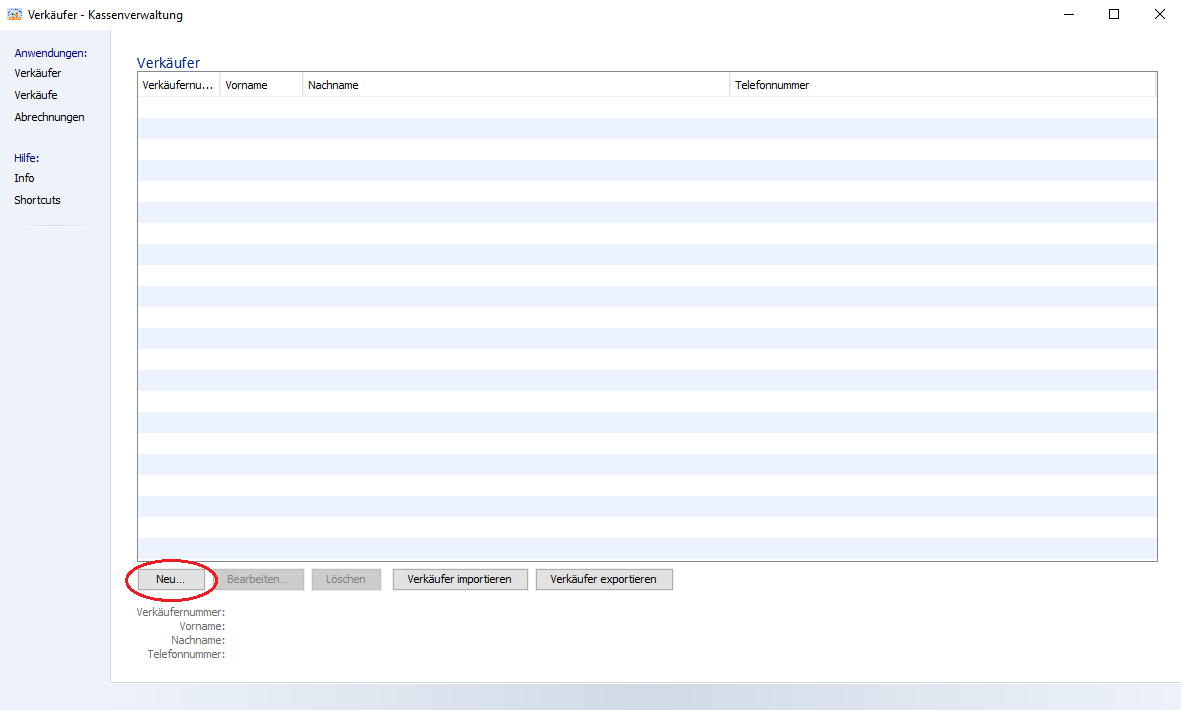 Verkäufer - Kassenverwaltung
Anwendungen:
Verkäufer
Verkäufe
Abrechnungen
Hilfe:
Info
Shortcuts
Verkäufer
Verkäufernu... Vorname Nachname Telefonnummer
Neu... Bearbeiten... Löschen Verkäufer importieren Verkäufer exportieren
Verkäufernummer:
Vorname:
Nachname:
Telefonnummer: